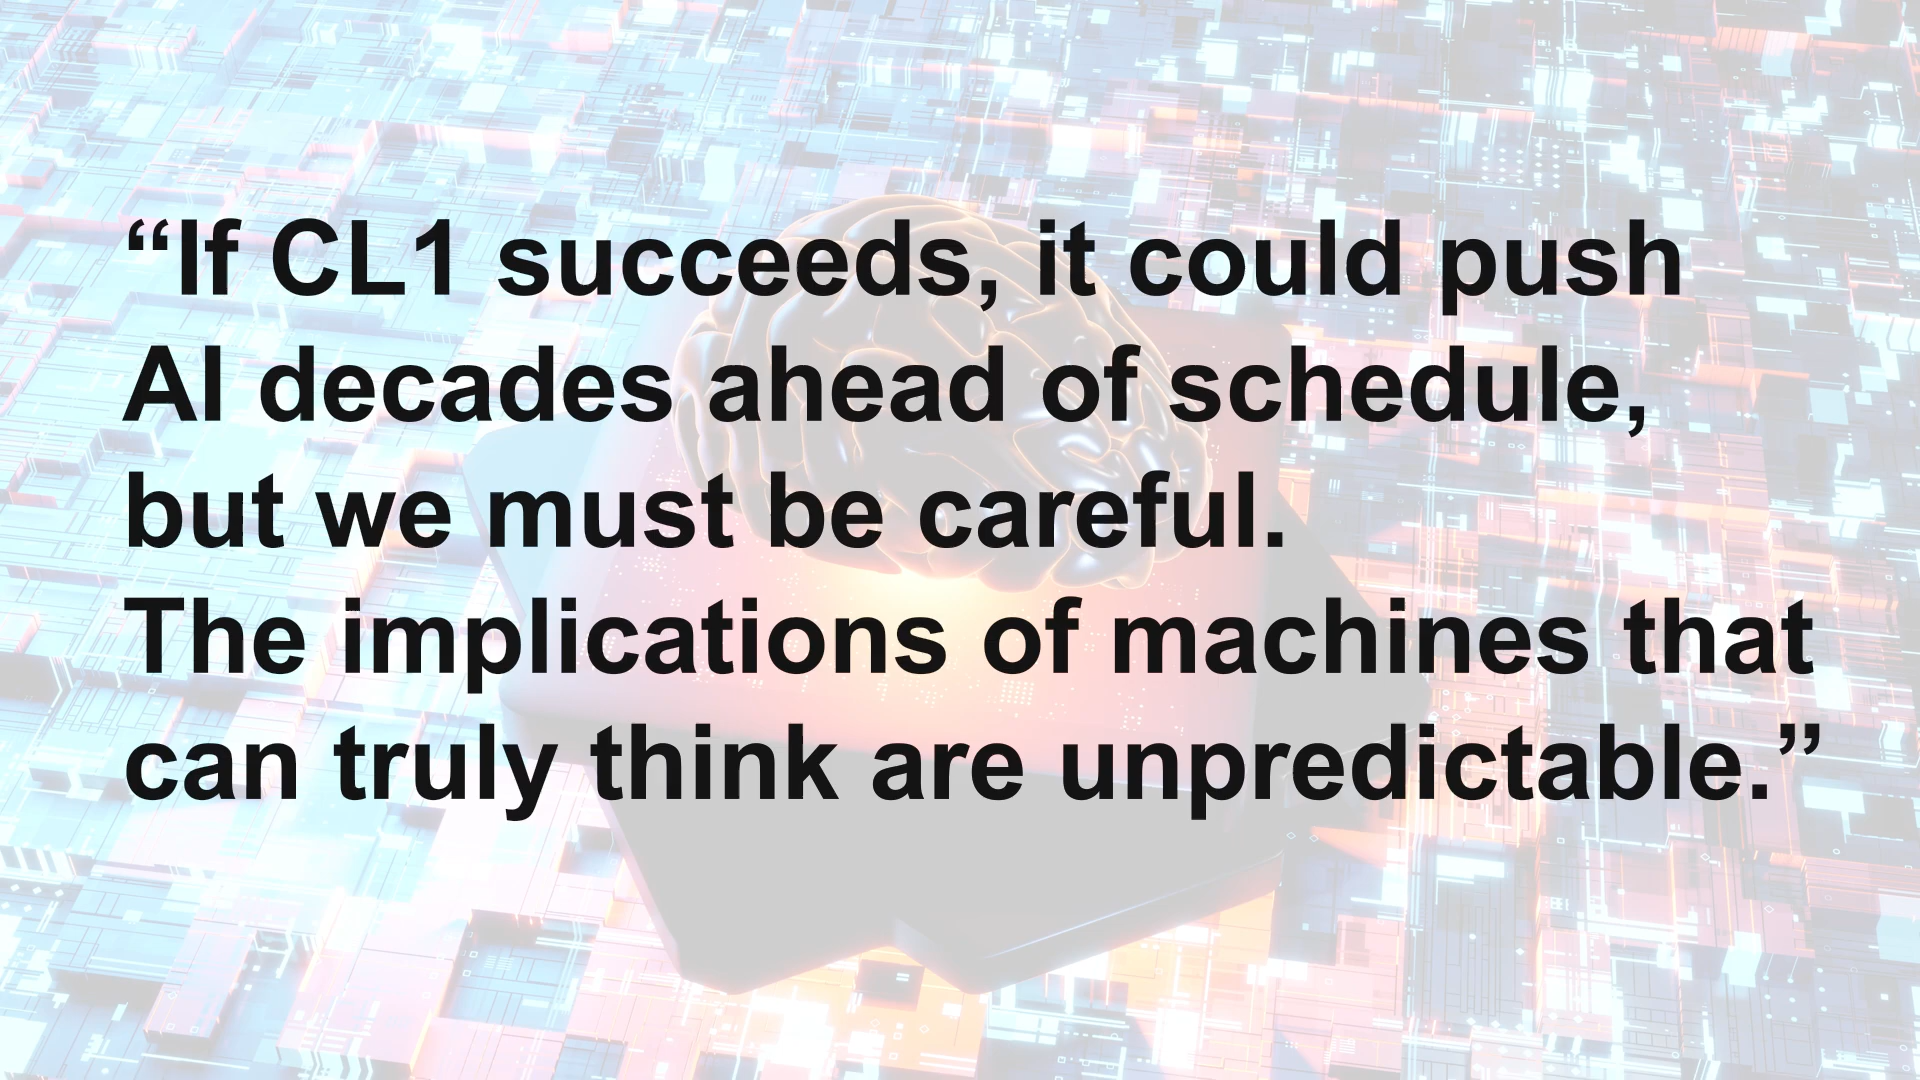 “If CL1 succeeds, it could push
AI decades ahead of schedule,
but we must be careful.
The implications of machines that
can truly think are unpredictable.”